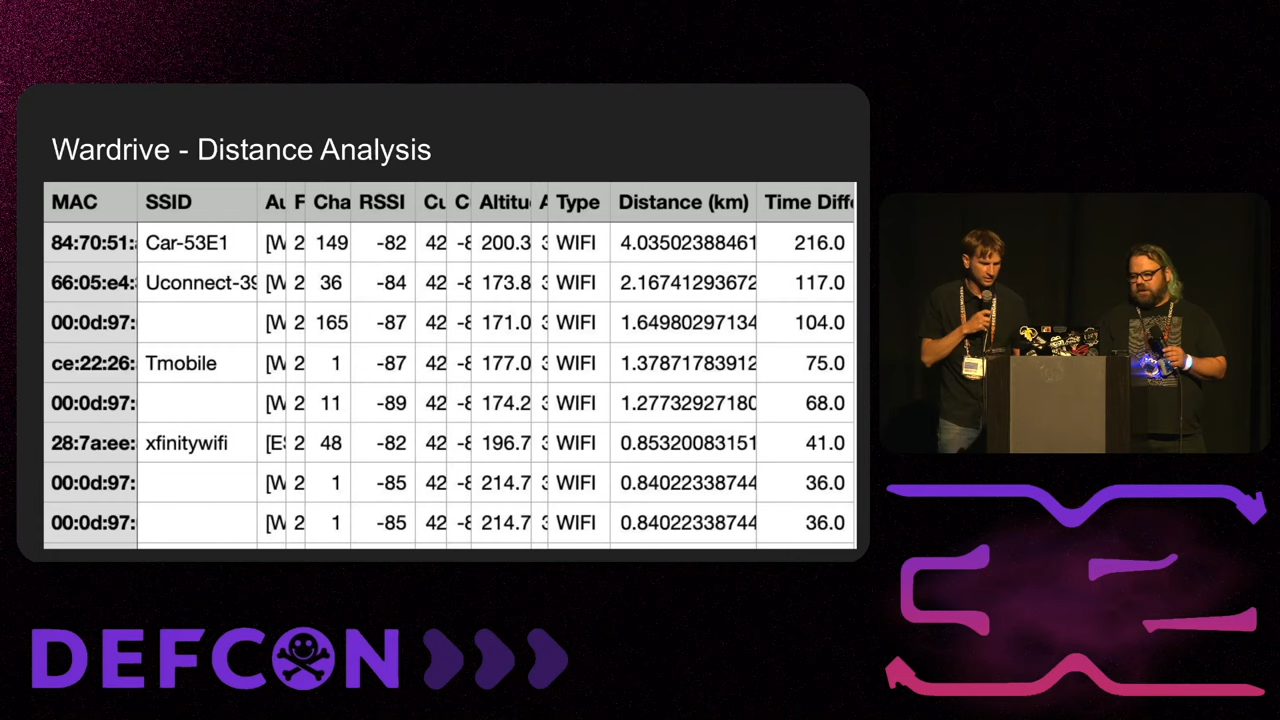 Wardrive - Distance Analysis
MAC SSID Au F Cha RSSI Cu C Altitu A Type Distance (km) Time Diffe
84:70:51: Car-53E1 [W 2 149 -82 42 -8 200.3 3 WIFI 4.03502388461 216.0
66:05:e4: Uconnect-39 [W 2 36 -84 42 -8 173.8 3 WIFI 2.16741293672 117.0
00:0d:97: [W 2 165 -87 42 -8 171.0 3 WIFI 1.64980297134 104.0
ce:22:26: Tmobile [W 2 1 -87 42 -8 177.0 3 WIFI 1.37871783912 75.0
00:0d:97: [W 2 11 -89 42 -8 174.2 3 WIFI 1.27732927180 68.0
28:7a:ee: xfinitywifi [ES 2 48 -82 42 -8 196.7 3 WIFI 0.85320083151 41.0
00:0d:97: [W 2 1 -85 42 -8 214.7 3 WIFI 0.84022338744 36.0
00:0d:97: [W 2 1 -85 42 -8 214.7 3 WIFI 0.84022338744 36.0
DEFCON